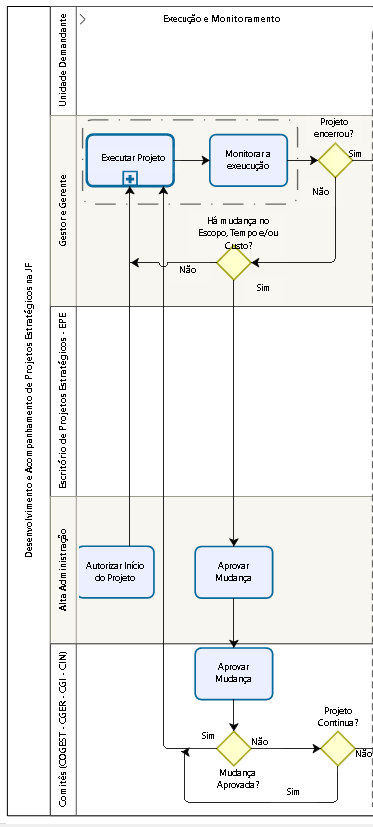 Execução e Monitoramento
Desenvolvimento e Acompanhamento de Projetos Estratégicos na JF
Unidade Demandante
Gestor e Gerente
Executar Projeto
Monitorar a
exeucução
Projeto
encerrou?
Sim
Não
Há mudança no
Escopo, Tempo e/ou
Custo?
Não
Sim
Escritório de Projetos Estratégicos - EPE
Alta Administração
Autorizar Início
do Projeto
Aprovar
Mudança
Comitês (COGEST - CGER - CGI - CIN)
Aprovar
Mudança
Projeto
Continua?
Sim
Não
Não
Mudança
Aprovada?
Sim